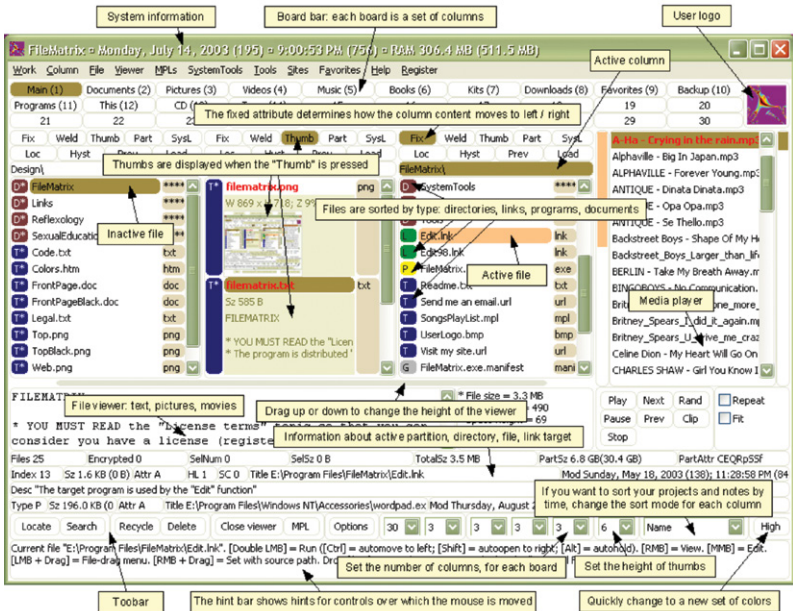 System information
Board bar: each board is a set of columns
User logo
FileMatrix ¤ Monday, July 14, 2003 (195) ¤ 9:00:53 PM (756) ¤ RAM 306.4 MB (511.5 MB)
Active column
Work Column File Viewer MPLs SystemTools Tools Sites Favorites Help Register
Main (1) Documents (2) Pictures (3) Videos (4) Music (5) Books (6) Kits (7) Downloads (8) Favorites (9) Backup (10)
Programs (11) This (12) CD 19 20
The fixed attribute determines how the column content moves to left / right
21 22 29 30
Fix Weld Thumb Part SysL Fix Weld Thumb Part SysL Fix Weld Thumb Part SysL
Loc Hyst Prev Load Loc Hyst Prev Load
Thumbs are displayed when the "Thumb" is pressed
Design\ FileMatrix\
D* FileMatrix ****
D* Links ****
D* Reflexology
D* SexualEducatio
Inactive file
T* Code.txt txt
T* Colors.htm htm
T* FrontPage.doc doc
T* FrontPageBlack.doc doc
T* Legal.txt txt
T* Top.png png
T* TopBlack.png png
T* Web.png png
T* filematrix.png png
W 869 x H 718; Z 9%
T* filematrix.txt txt
Sz 585 B
FILEMATRIX
* YOU MUST READ the "Licen
* The program is distributed '
D SystemTools ****
Files are sorted by type: directories, links, programs, documents
D Tools
L Edit.lnk lnk
L Edit98.lnk lnk
P FileMatrix. exe
Active file
T Readme.txt txt
T Send me an email.url url
T SongsPlayList.mpl mpl
T UserLogo.bmp bmp
T Visit my site.url url
G FileMatrix.exe.manifest mani
A-Ha - Crying in the rain.mp3
Alphaville - Big In Japan.mp3
ALPHAVILLE - Forever Young.mp3
ANTIQUE - Dinata Dinata.mp3
ANTIQUE - Opa Opa.mp3
ANTIQUE - Se Thello.mp3
Backstreet Boys - Shape Of My H
Backstreet_Boys_Larger_than_life
BERLIN - Take My Breath Away.m
BINGOBOYS - No Communication.
Media player
Britney_Spears_I_did_it_again.mp
Britney_Spears_U_drive_me_craz
Celine Dion - My Heart Will Go On
CHARLES SHAW - Girl You Know I
FILEMATRIX
File viewer: text, pictures, movies
* File size = 3.3 MB
= 490
= 69
Drag up or down to change the height of the viewer
* YOU MUST READ the "License terms"
consider you have a license (registe
Information about active partition, directory, file, link target
Play Next Rand Repeat
Pause Prev Clip Fit
Stop
Files 25 Encrypted 0 SelNum 0 SelSz 0 B TotalSz 3.5 MB PartSz 6.8 GB(30.4 GB) PartAttr CEQRpSSf
Index 13 Sz 1.6 KB (0 B) Attr A HL 1 SC 0 Title E:\Program Files\FileMatrix\Edit.lnk Mod Sunday, May 18, 2003 (138); 11:28:58 PM (84
Desc "The target program is used by the "Edit" function"
Type P Sz 196.0 KB (0 Attr A Title E:\Program Files\Windows NT\Accessories\wordpad.ex Mod Thursday, August
If you want to sort your projects and notes by time, change the sort mode for each column
Locate Search Recycle Delete Close viewer MPL Options 30 3 3 3 3 3 6 Name High
Current file "E:\Program Files\FileMatrix\Edit.lnk". [Double LMB] = Run ([Ctrl] = automove to left; [Shift] = autoopen to right; [Alt] = autohold). [RMB] = View. [MMB] = Edit.
[LMB + Drag] = File-drag menu. [RMB + Drag] = Set with source path.
Set the number of columns, for each board
Set the height of thumbs
Toobar
The hint bar shows hints for controls over which the mouse is moved
Quickly change to a new set of colors